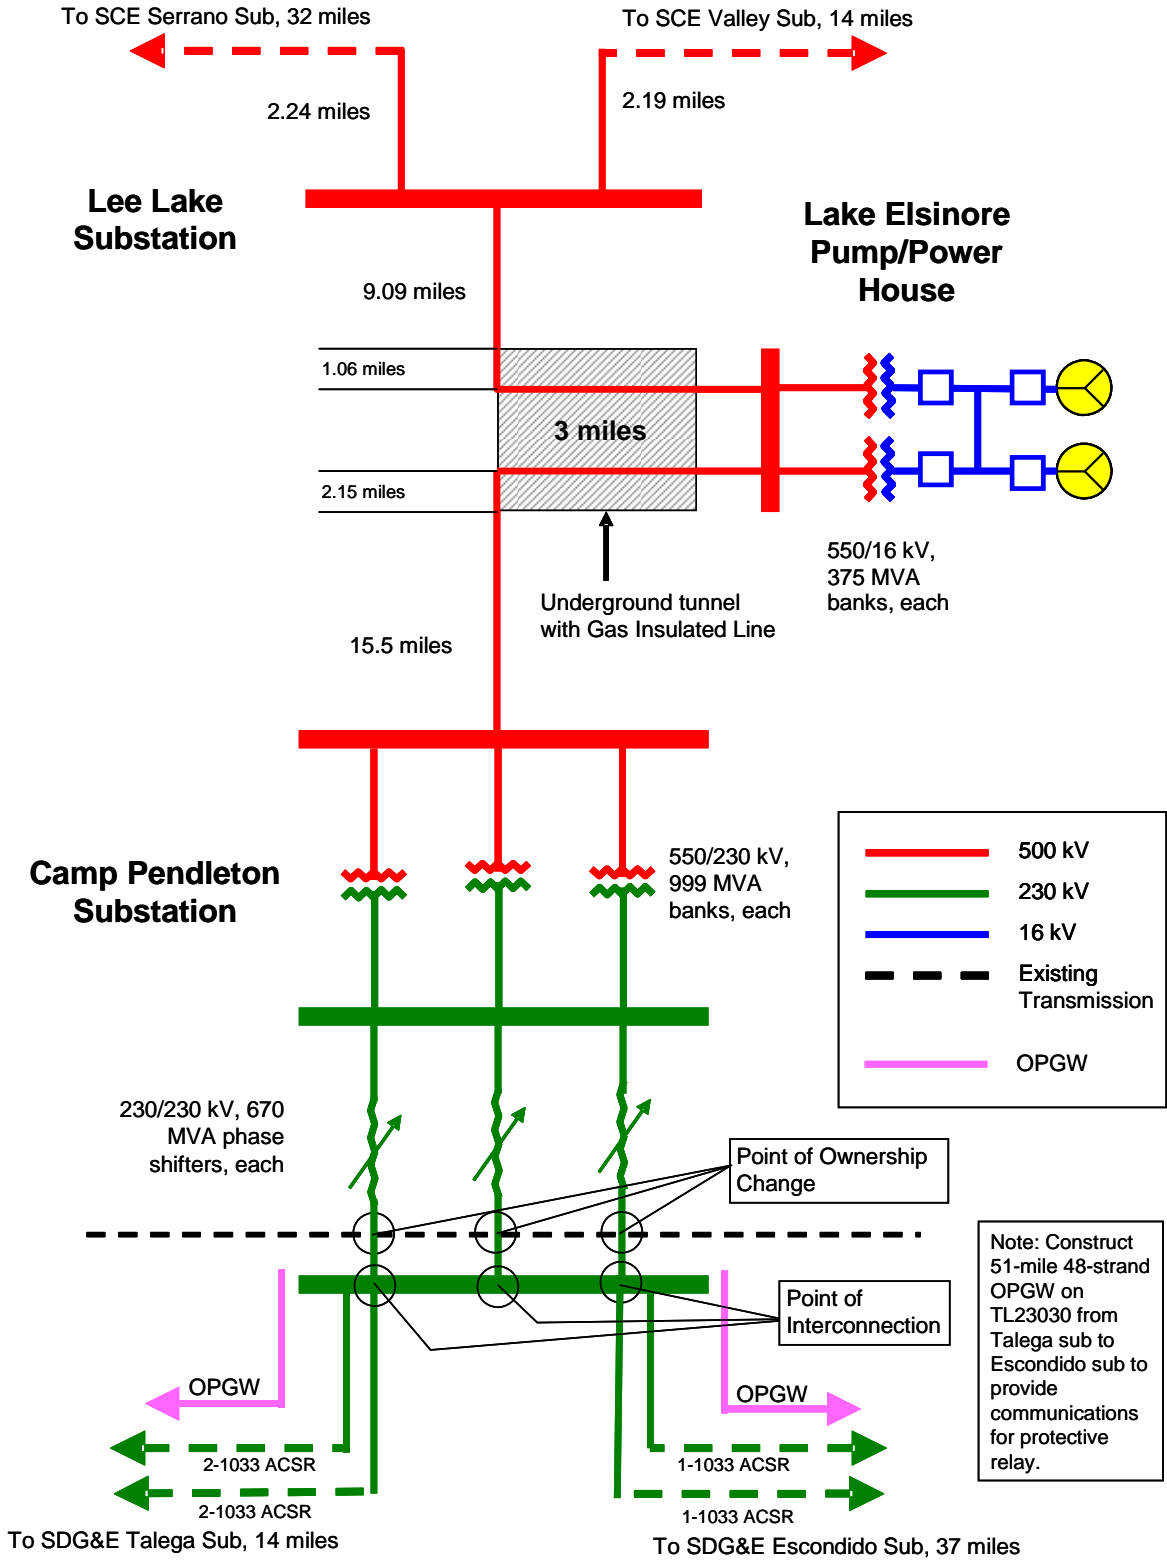 To SCE Serrano Sub, 32 miles
To SCE Valley Sub, 14 miles
2.24 miles
2.19 miles
Lee Lake
Substation
Lake Elsinore
Pump/Power
House
9.09 miles
1.06 miles
3 miles
2.15 miles
550/16 kV,
375 MVA
banks, each
Underground tunnel
with Gas Insulated Line
15.5 miles
Camp Pendleton
Substation
550/230 kV,
999 MVA
banks, each
500 kV
230 kV
16 kV
Existing
Transmission
OPGW
230/230 kV, 670
MVA phase
shifters, each
Point of Ownership
Change
Point of
Interconnection
Note: Construct
51-mile 48-strand
OPGW on
TL23030 from
Talega sub to
Escondido sub to
provide
communications
for protective
relay.
OPGW
OPGW
2-1033 ACSR
1-1033 ACSR
2-1033 ACSR
1-1033 ACSR
To SDG&E Talega Sub, 14 miles
To SDG&E Escondido Sub, 37 miles